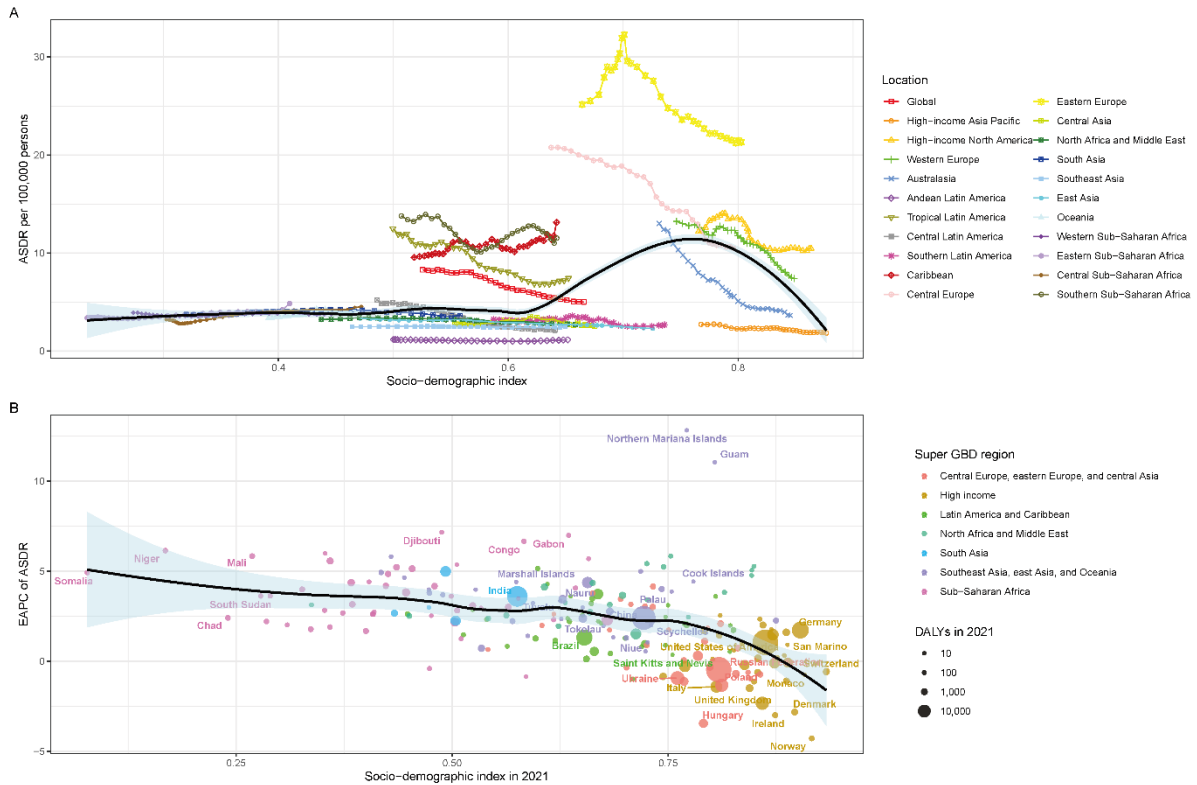 A
ASDR per 100,000 persons
30
20
10
0
0.4
0.6
0.8
Socio-demographic index
Location
Global
High-income Asia Pacific
High-income North America
Western Europe
Australasia
Andean Latin America
Tropical Latin America
Central Latin America
Southern Latin America
Caribbean
Central Europe
Eastern Europe
Central Asia
North Africa and Middle East
South Asia
Southeast Asia
East Asia
Oceania
Western Sub-Saharan Africa
Eastern Sub-Saharan Africa
Central Sub-Saharan Africa
Southern Sub-Saharan Africa
B
EAPC of ASDR
10
5
0
-5
0.25
0.50
0.75
Socio-demographic index in 2021
Northern Mariana Islands
Guam
Djibouti
Congo
Gabon
Niger
Mali
Somalia
Marshall Islands
Cook Islands
India
Nauru
Palau
South Sudan
Chad
Tokelau
Seychelles
Germany
Brazil
Niue
United States of
San Marino
Saint Kitts and Nevis
Russian
Switzerland
Ukraine
Poland
Italy
Monaco
United Kingdom
Denmark
Hungary
Ireland
Norway
Super GBD region
Central Europe, eastern Europe, and central Asia
High income
Latin America and Caribbean
North Africa and Middle East
South Asia
Southeast Asia, east Asia, and Oceania
Sub-Saharan Africa
DALYs in 2021
10
100
1,000
10,000